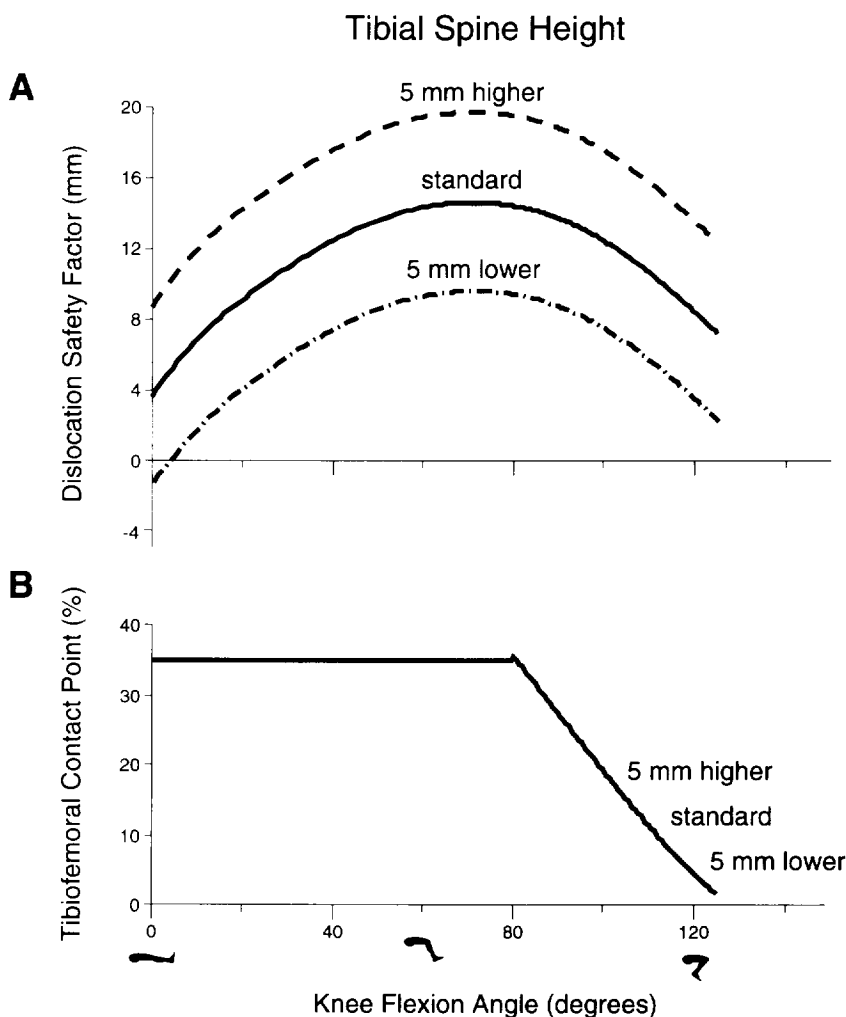 Tibial Spine Height
A
Dislocation Safety Factor (mm)
20
16
12
8
4
0
-4
5 mm higher
standard
5 mm lower
B
Tibiofemoral Contact Point (%)
40
30
20
10
0
5 mm higher
standard
5 mm lower
0 40 80 120
Knee Flexion Angle (degrees)